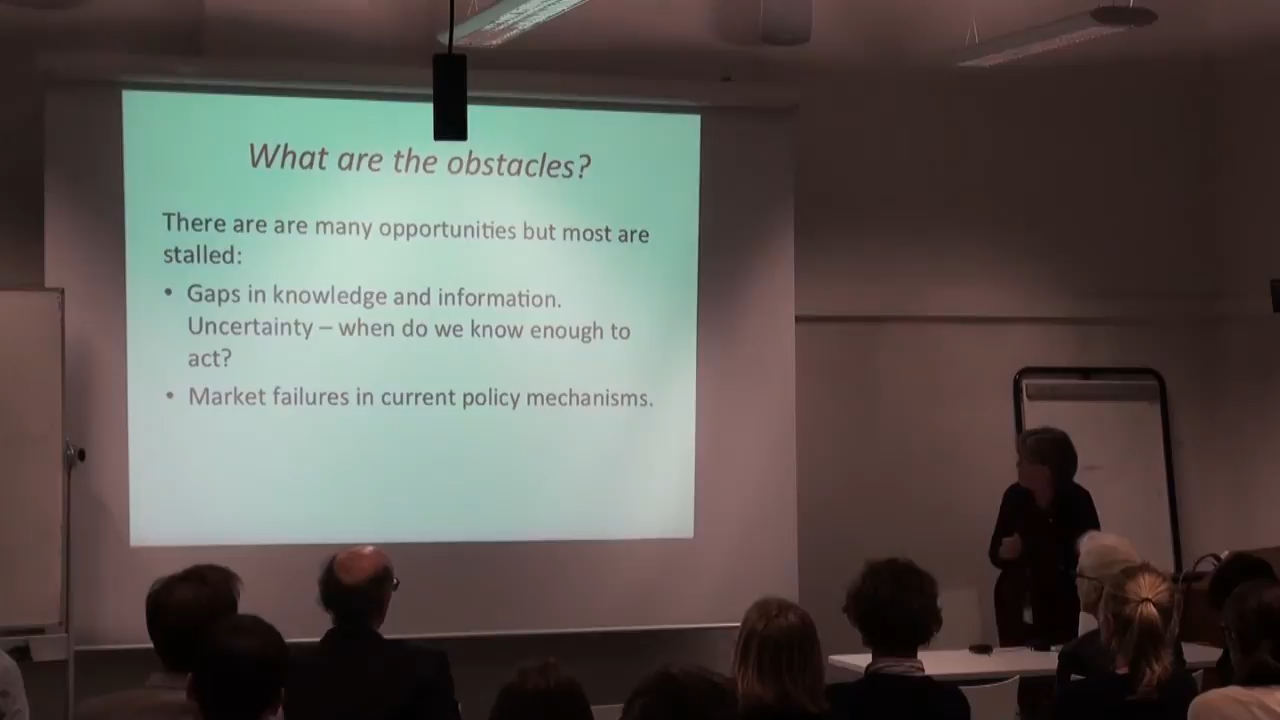 What are the obstacles?
There are are many opportunities but most are
stalled:
• Gaps in knowledge and information.
Uncertainty – when do we know enough to
act?
• Market failures in current policy mechanisms.